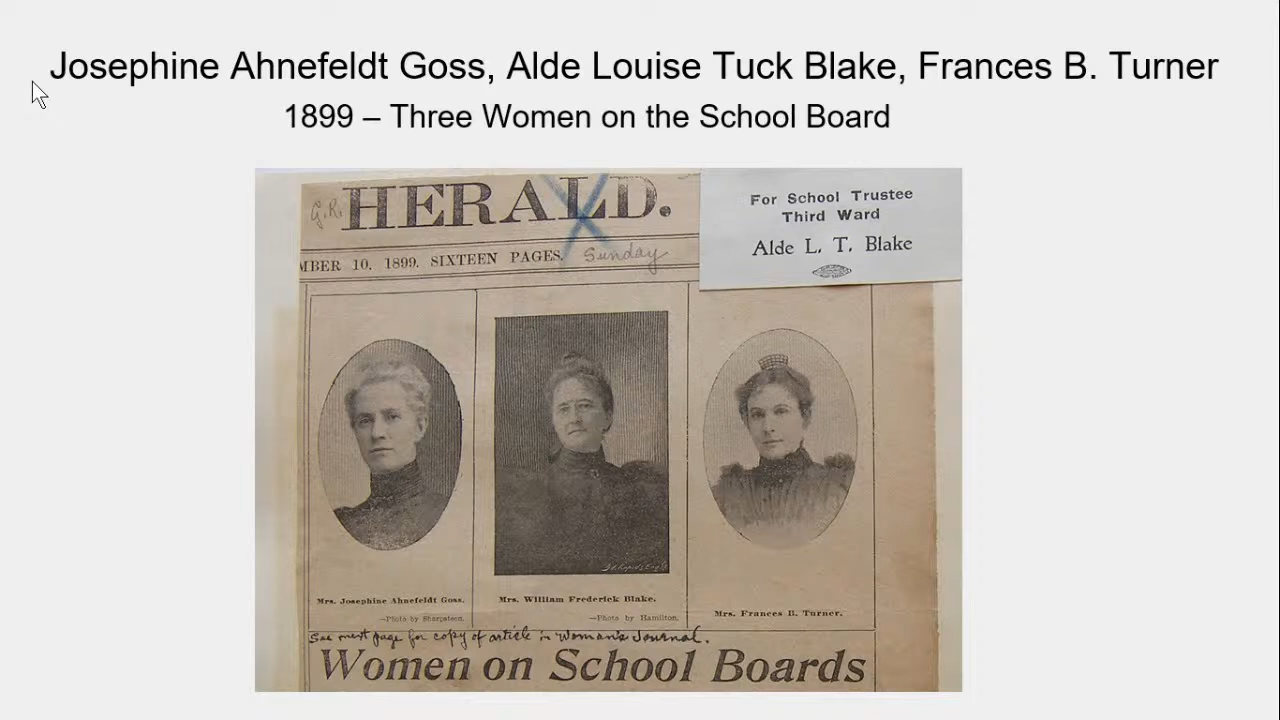 Josephine Ahnefeldt Goss, Alde Louise Tuck Blake, Frances B. Turner
1899 – Three Women on the School Board
G.R. HERALD.
MBER 10, 1899. SIXTEEN PAGES. Sunday
For School Trustee
Third Ward
Alde L. T. Blake
Mrs. Josephine Ahnefeldt Goss.
—Photo by Sharpsteen.
Mrs. William Frederick Blake.
—Photo by Hamilton.
Mrs. Frances B. Turner.
See next page for copy of article in Woman's Journal.
Women on School Boards